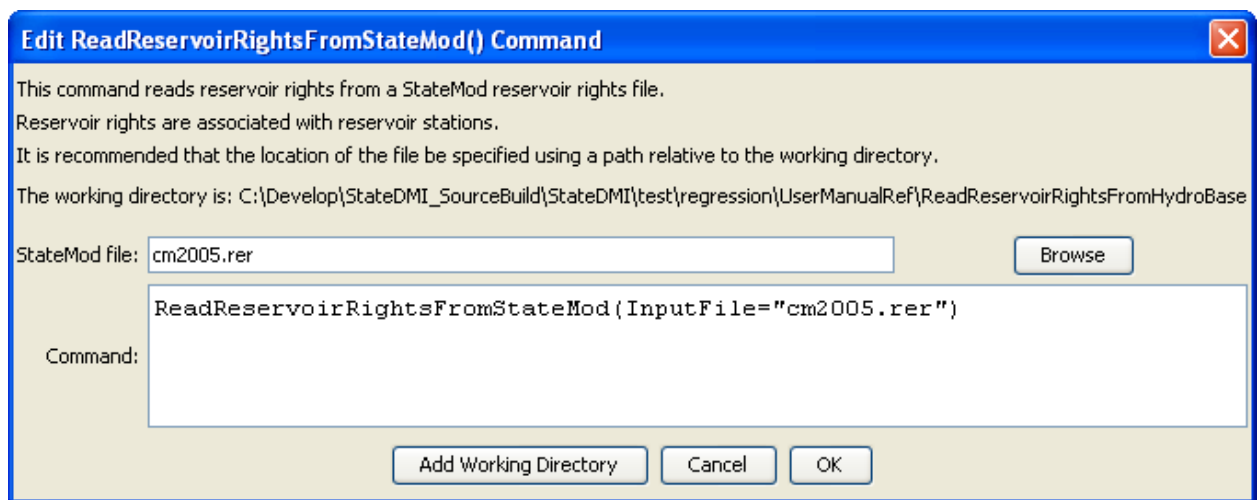 Edit ReadReservoirRightsFromStateMod() Command
This command reads reservoir rights from a StateMod reservoir rights file.
Reservoir rights are associated with reservoir stations.
It is recommended that the location of the file be specified using a path relative to the working directory.
The working directory is: C:\Develop\StateDMI_SourceBuild\StateDMI\test\regression\UserManualRef\ReadReservoirRightsFromHydroBase
StateMod file: cm2005.rer Browse
ReadReservoirRightsFromStateMod(InputFile="cm2005.rer")
Command:
Add Working Directory Cancel OK